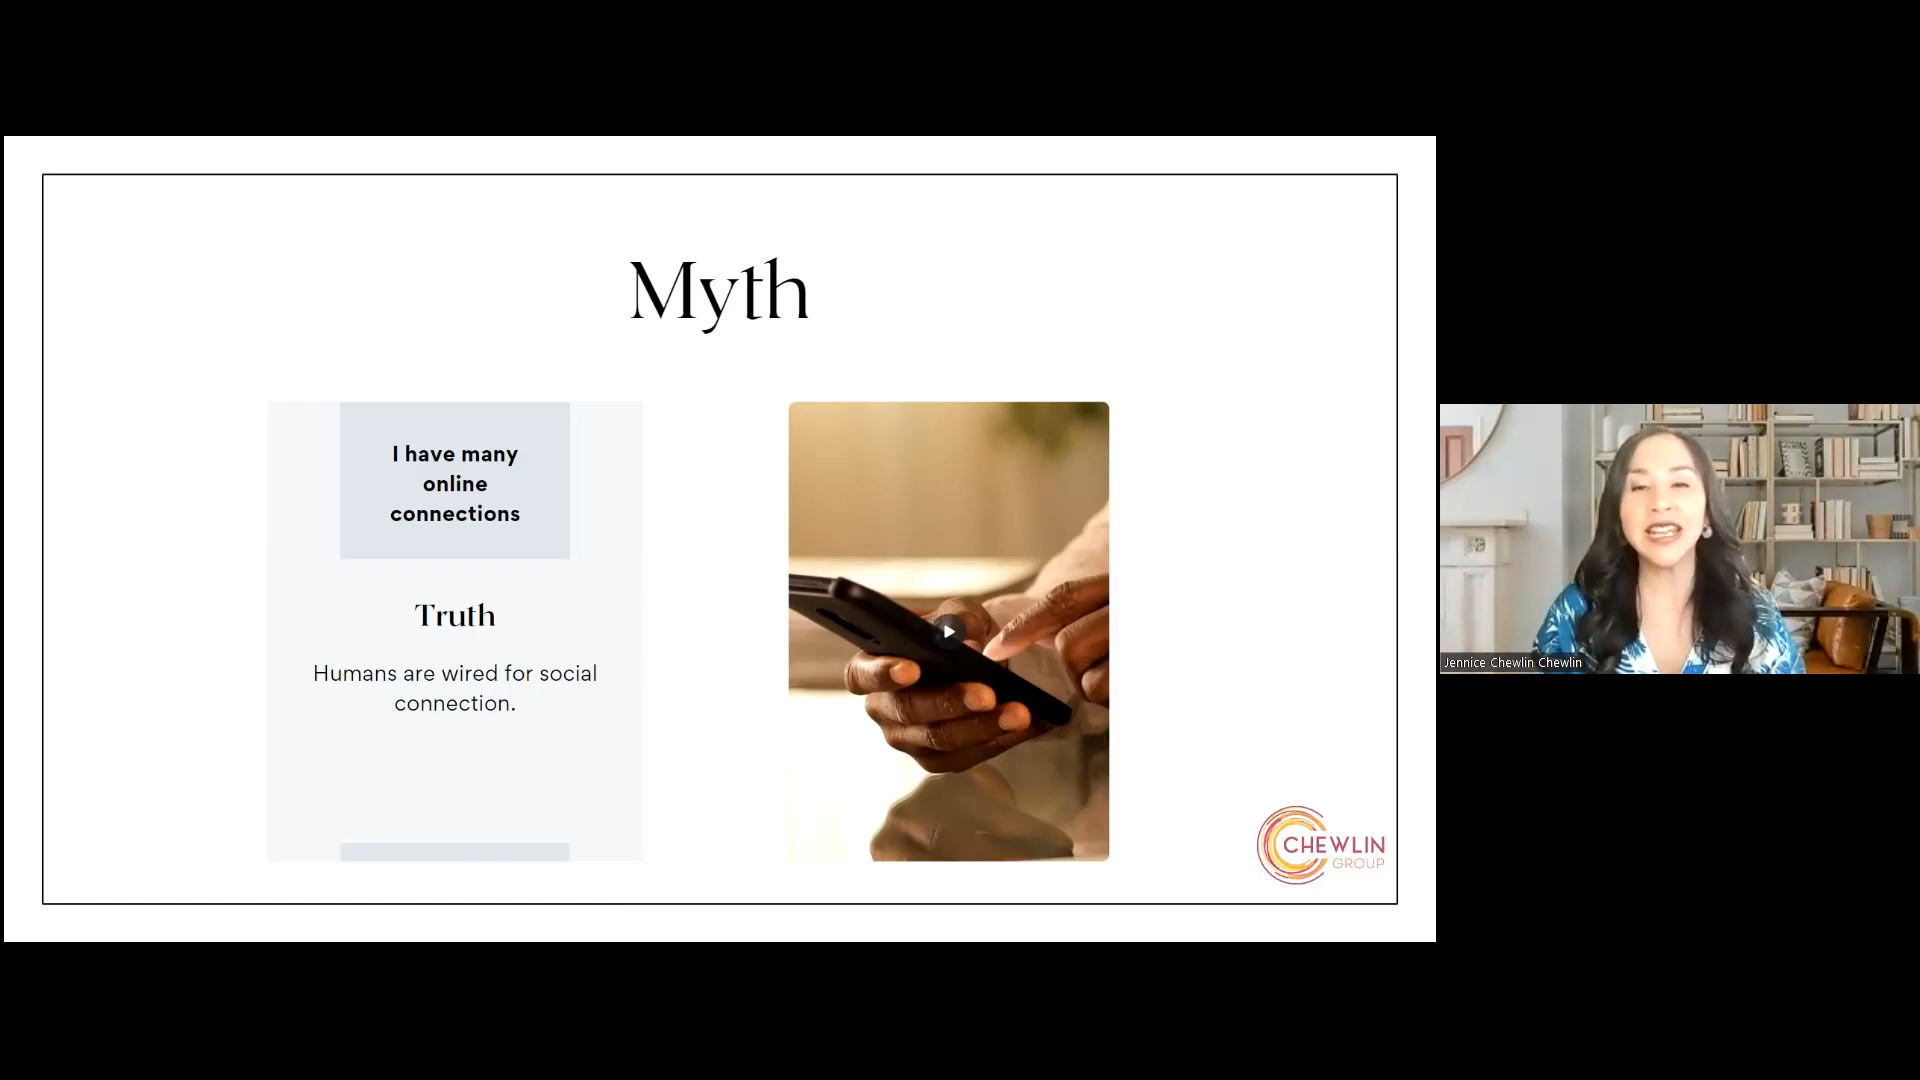 Myth
I have many
online
connections
Truth
Humans are wired for social
connection.
CHEWLIN
GROUP
Jennice Chewlin Chewlin